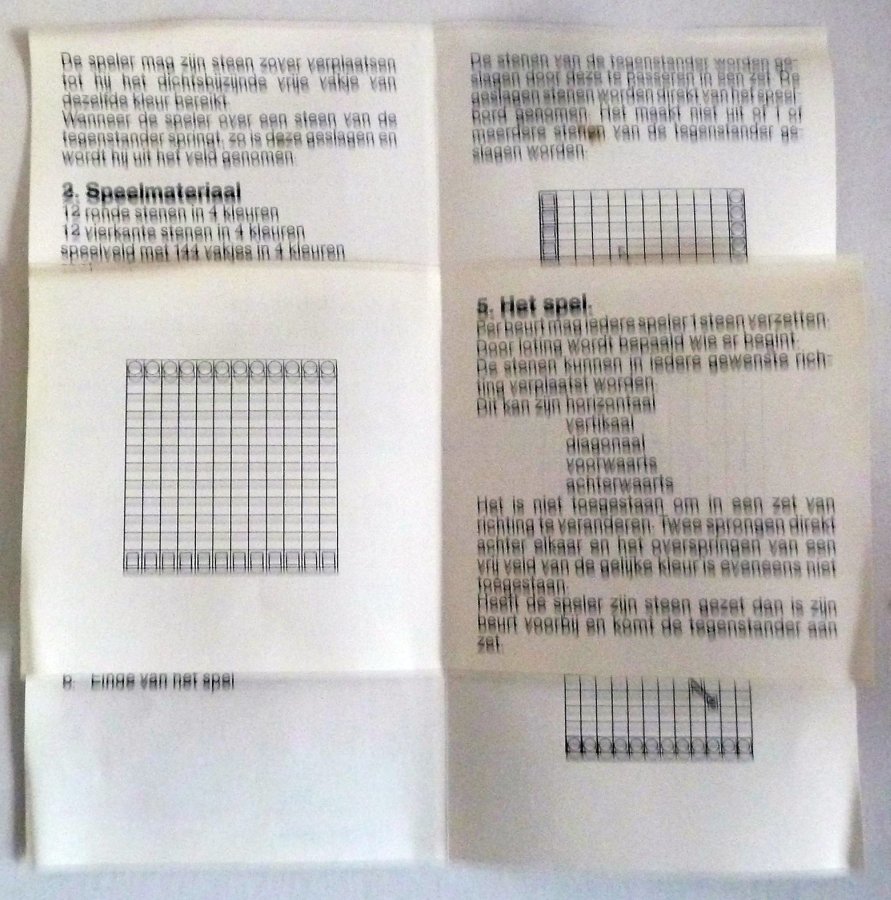 De speler mag zijn steen zover verplaatsen
tot hij het dichtsbijzijnde vrije vakje van
dezelfde kleur bereikt.
Wanneer de speler over een steen van de
tegenstander springt, zo is deze geslagen en
wordt hij uit het veld genomen.
2. Speelmateriaal
12 ronde stenen in 4 kleuren
12 vierkante stenen in 4 kleuren
speelveld met 144 vakjes in 4 kleuren
6. Einde van het spel
De stenen van de tegenstander worden ge-
slagen door deze te passeren in een zet. De
geslagen stenen worden direkt van het speel-
bord genomen. Het maakt niet uit of 1 of
meerdere stenen van de tegenstander ge-
slagen worden.
5. Het spel.
Per beurt mag iedere speler 1 steen verzetten.
Door loting wordt bepaald wie er begint.
De stenen kunnen in iedere gewenste rich-
ting verplaatst worden.
Dit kan zijn horizontaal
vertikaal
diagonaal
voorwaarts
achterwaarts
Het is niet toegestaan om in een zet van
richting te veranderen. Twee sprongen direkt
achter elkaar en het overspringen van een
vrij veld van de gelijke kleur is eveneens niet
toegestaan.
Heeft de speler zijn steen gezet dan is zijn
beurt voorbij en komt de tegenstander aan
zet.